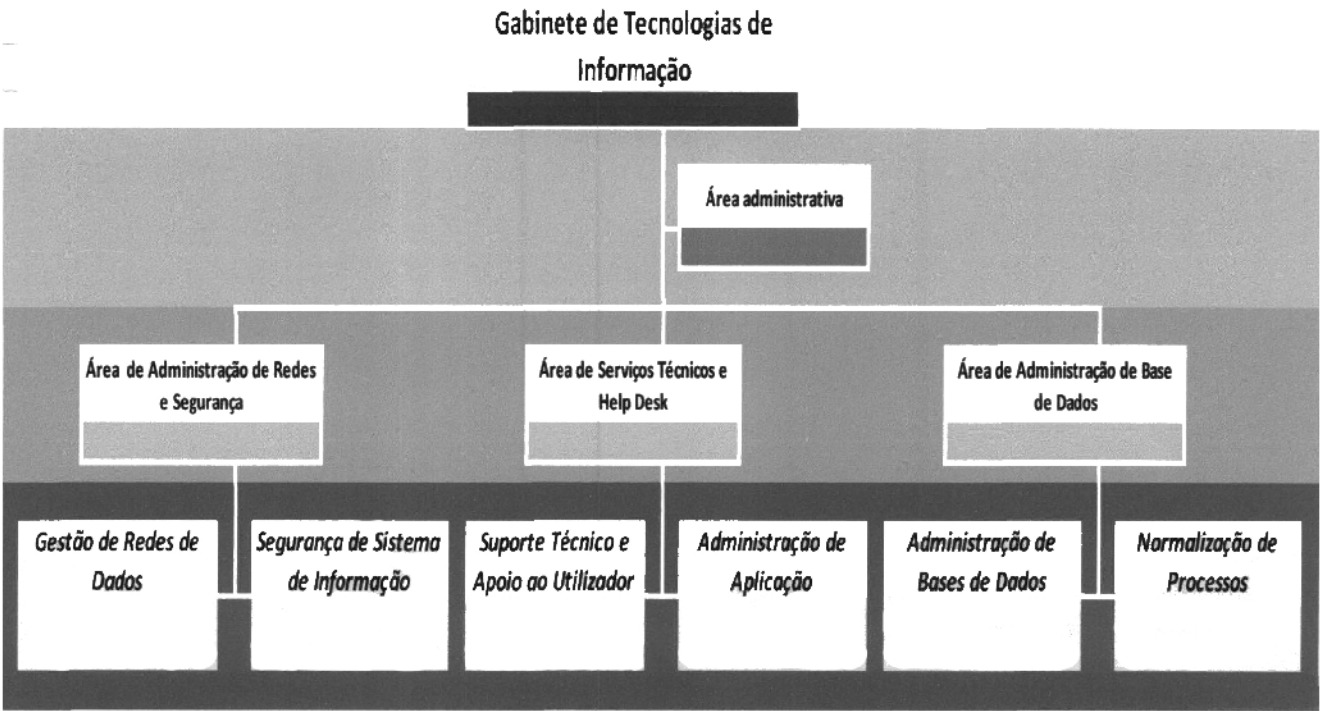 Gabinete de Tecnologias de
Informação
Área administrativa
Área de Administração de Redes
e Segurança
Área de Serviços Técnicos e
Help Desk
Área de Administração de Base
de Dados
Gestão de Redes de
Dados
Segurança de Sistema
de Informação
Suporte Técnico e
Apoio ao Utilizador
Administração de
Aplicação
Administração de
Bases de Dados
Normalização de
Processos